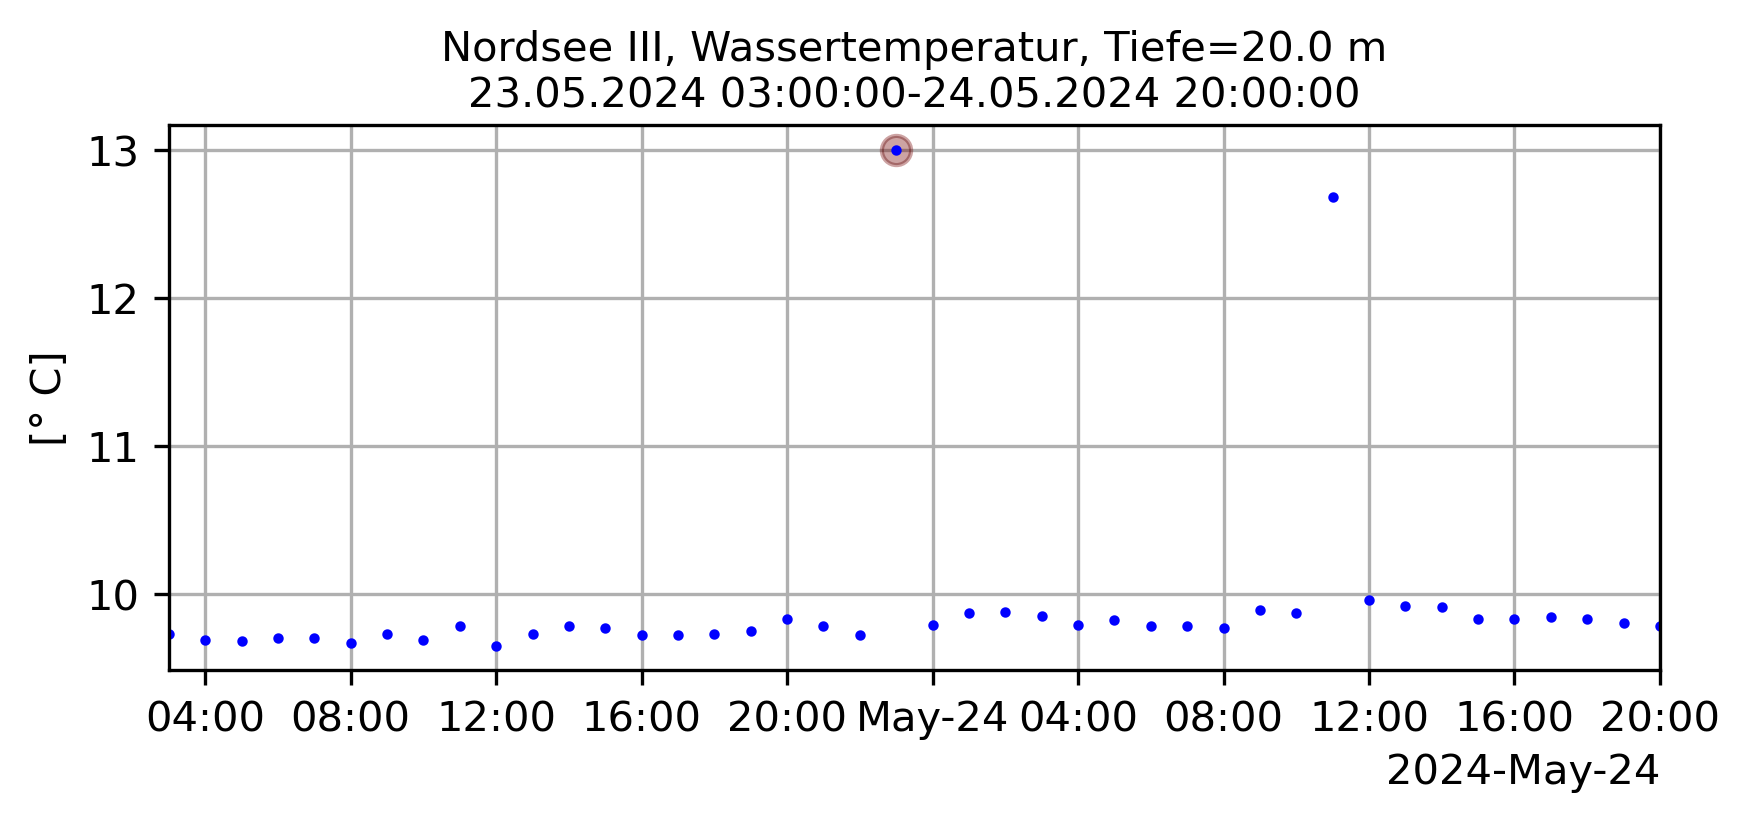 Nordsee III, Wassertemperatur, Tiefe=20.0 m
23.05.2024 03:00:00-24.05.2024 20:00:00
[° C]
13
12
11
10
04:00 08:00 12:00 16:00 20:00 May-24 04:00 08:00 12:00 16:00 20:00
2024-May-24